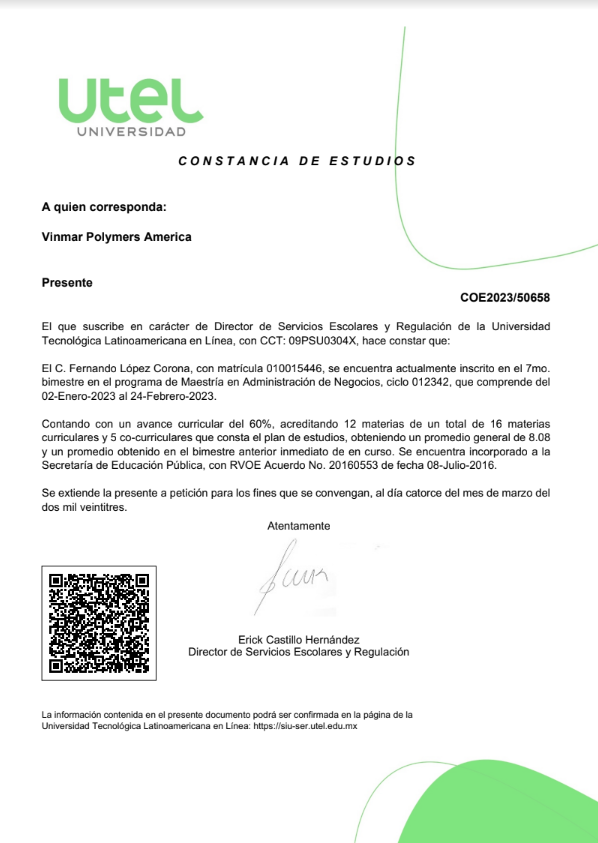 utel
UNIVERSIDAD
CONSTANCIA DE ESTUDIOS
A quien corresponda:
Vinmar Polymers America
Presente
COE2023/50658
El que suscribe en carácter de Director de Servicios Escolares y Regulación de la Universidad
Tecnológica Latinoamericana en Línea, con CCT: 09PSU0304X, hace constar que:
El C. Fernando López Corona, con matrícula 010015446, se encuentra actualmente inscrito en el 7mo.
bimestre en el programa de Maestría en Administración de Negocios, ciclo 012342, que comprende del
02-Enero-2023 al 24-Febrero-2023.
Contando con un avance curricular del 60%, acreditando 12 materias de un total de 16 materias
curriculares y 5 co-curriculares que consta el plan de estudios, obteniendo un promedio general de 8.08
y un promedio obtenido en el bimestre anterior inmediato de en curso. Se encuentra incorporado a la
Secretaría de Educación Pública, con RVOE Acuerdo No. 20160553 de fecha 08-Julio-2016.
Se extiende la presente a petición para los fines que se convengan, al día catorce del mes de marzo del
dos mil veintitres.
Atentamente
Erick Castillo Hernández
Director de Servicios Escolares y Regulación
La información contenida en el presente documento podrá ser confirmada en la página de la
Universidad Tecnológica Latinoamericana en Línea: https://siu-ser.utel.edu.mx